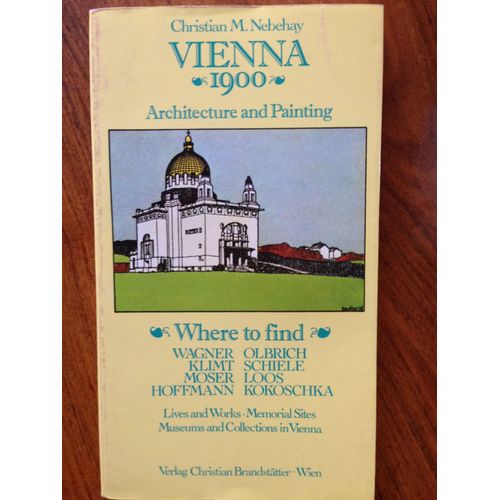 Christian M. Nebehay
VIENNA
1900
Architecture and Painting
Where to find
WAGNER OLBRICH
KLIMT SCHIELE
MOSER LOOS
HOFFMANN KOKOSCHKA
Lives and Works · Memorial Sites
Museums and Collections in Vienna
Verlag Christian Brandstätter · Wien